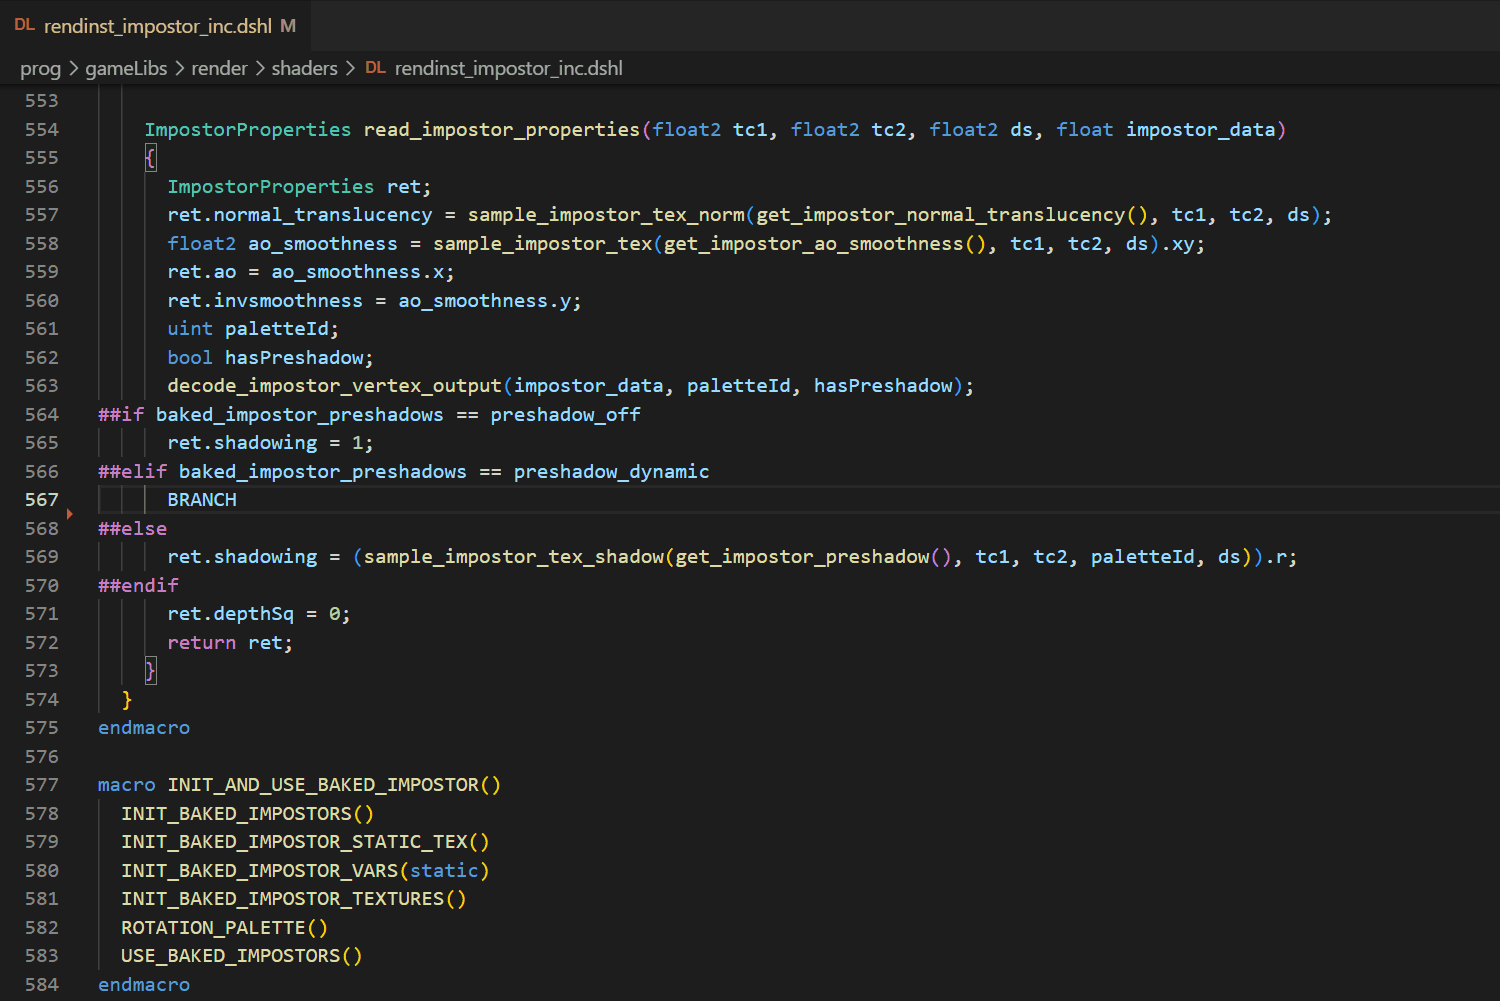 DL rendinst_impostor_inc.dshl M
prog > gameLibs > render > shaders > DL rendinst_impostor_inc.dshl
553
554 ImpostorProperties read_impostor_properties(float2 tc1, float2 tc2, float2 ds, float impostor_data)
555 {
556 ImpostorProperties ret;
557 ret.normal_translucency = sample_impostor_tex_norm(get_impostor_normal_translucency(), tc1, tc2, ds);
558 float2 ao_smoothness = sample_impostor_tex(get_impostor_ao_smoothness(), tc1, tc2, ds).xy;
559 ret.ao = ao_smoothness.x;
560 ret.invsmoothness = ao_smoothness.y;
561 uint paletteId;
562 bool hasPreshadow;
563 decode_impostor_vertex_output(impostor_data, paletteId, hasPreshadow);
564 ##if baked_impostor_preshadows == preshadow_off
565 ret.shadowing = 1;
566 ##elif baked_impostor_preshadows == preshadow_dynamic
567 BRANCH
568 ##else
569 ret.shadowing = (sample_impostor_tex_shadow(get_impostor_preshadow(), tc1, tc2, paletteId, ds)).r;
570 ##endif
571 ret.depthSq = 0;
572 return ret;
573 }
574 }
575 endmacro
576
577 macro INIT_AND_USE_BAKED_IMPOSTOR()
578 INIT_BAKED_IMPOSTORS()
579 INIT_BAKED_IMPOSTOR_STATIC_TEX()
580 INIT_BAKED_IMPOSTOR_VARS(static)
581 INIT_BAKED_IMPOSTOR_TEXTURES()
582 ROTATION_PALETTE()
583 USE_BAKED_IMPOSTORS()
584 endmacro